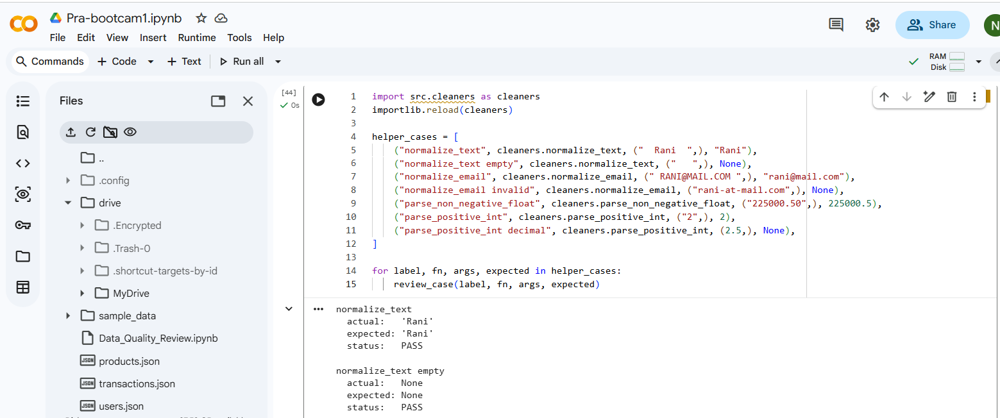 Pra-bootcam1.ipynb
File Edit View Insert Runtime Tools Help
Share
N
Commands + Code + Text Run all
RAM
Disk
Files
..
.config
drive
.Encrypted
.Trash-0
.shortcut-targets-by-id
MyDrive
sample_data
Data_Quality_Review.ipynb
JSON products.json
JSON transactions.json
JSON users.json
[44]
0s
1 import src.cleaners as cleaners
2 importlib.reload(cleaners)
3
4 helper_cases = [
5     ("normalize_text", cleaners.normalize_text, ("  Rani  ",), "Rani"),
6     ("normalize_text empty", cleaners.normalize_text, ("   ",), None),
7     ("normalize_email", cleaners.normalize_email, (" RANI@MAIL.COM ",), "rani@mail.com"),
8     ("normalize_email invalid", cleaners.normalize_email, ("rani-at-mail.com",), None),
9     ("parse_non_negative_float", cleaners.parse_non_negative_float, ("225000.50",), 225000.5),
10     ("parse_positive_int", cleaners.parse_positive_int, ("2",), 2),
11     ("parse_positive_int decimal", cleaners.parse_positive_int, (2.5,), None),
12 ]
13
14 for label, fn, args, expected in helper_cases:
15     review_case(label, fn, args, expected)
normalize_text
  actual:   'Rani'
  expected: 'Rani'
  status:   PASS
normalize_text empty
  actual:   None
  expected: None
  status:   PASS